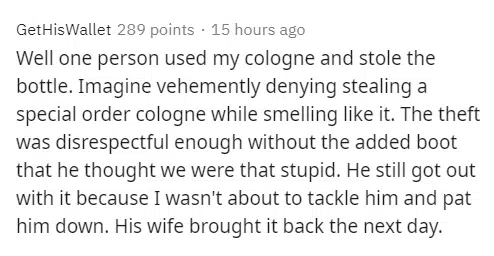 GetHisWallet 289 points · 15 hours ago
Well one person used my cologne and stole the
bottle. Imagine vehemently denying stealing a
special order cologne while smelling like it. The theft
was disrespectful enough without the added boot
that he thought we were that stupid. He still got out
with it because I wasn't about to tackle him and pat
him down. His wife brought it back the next day.